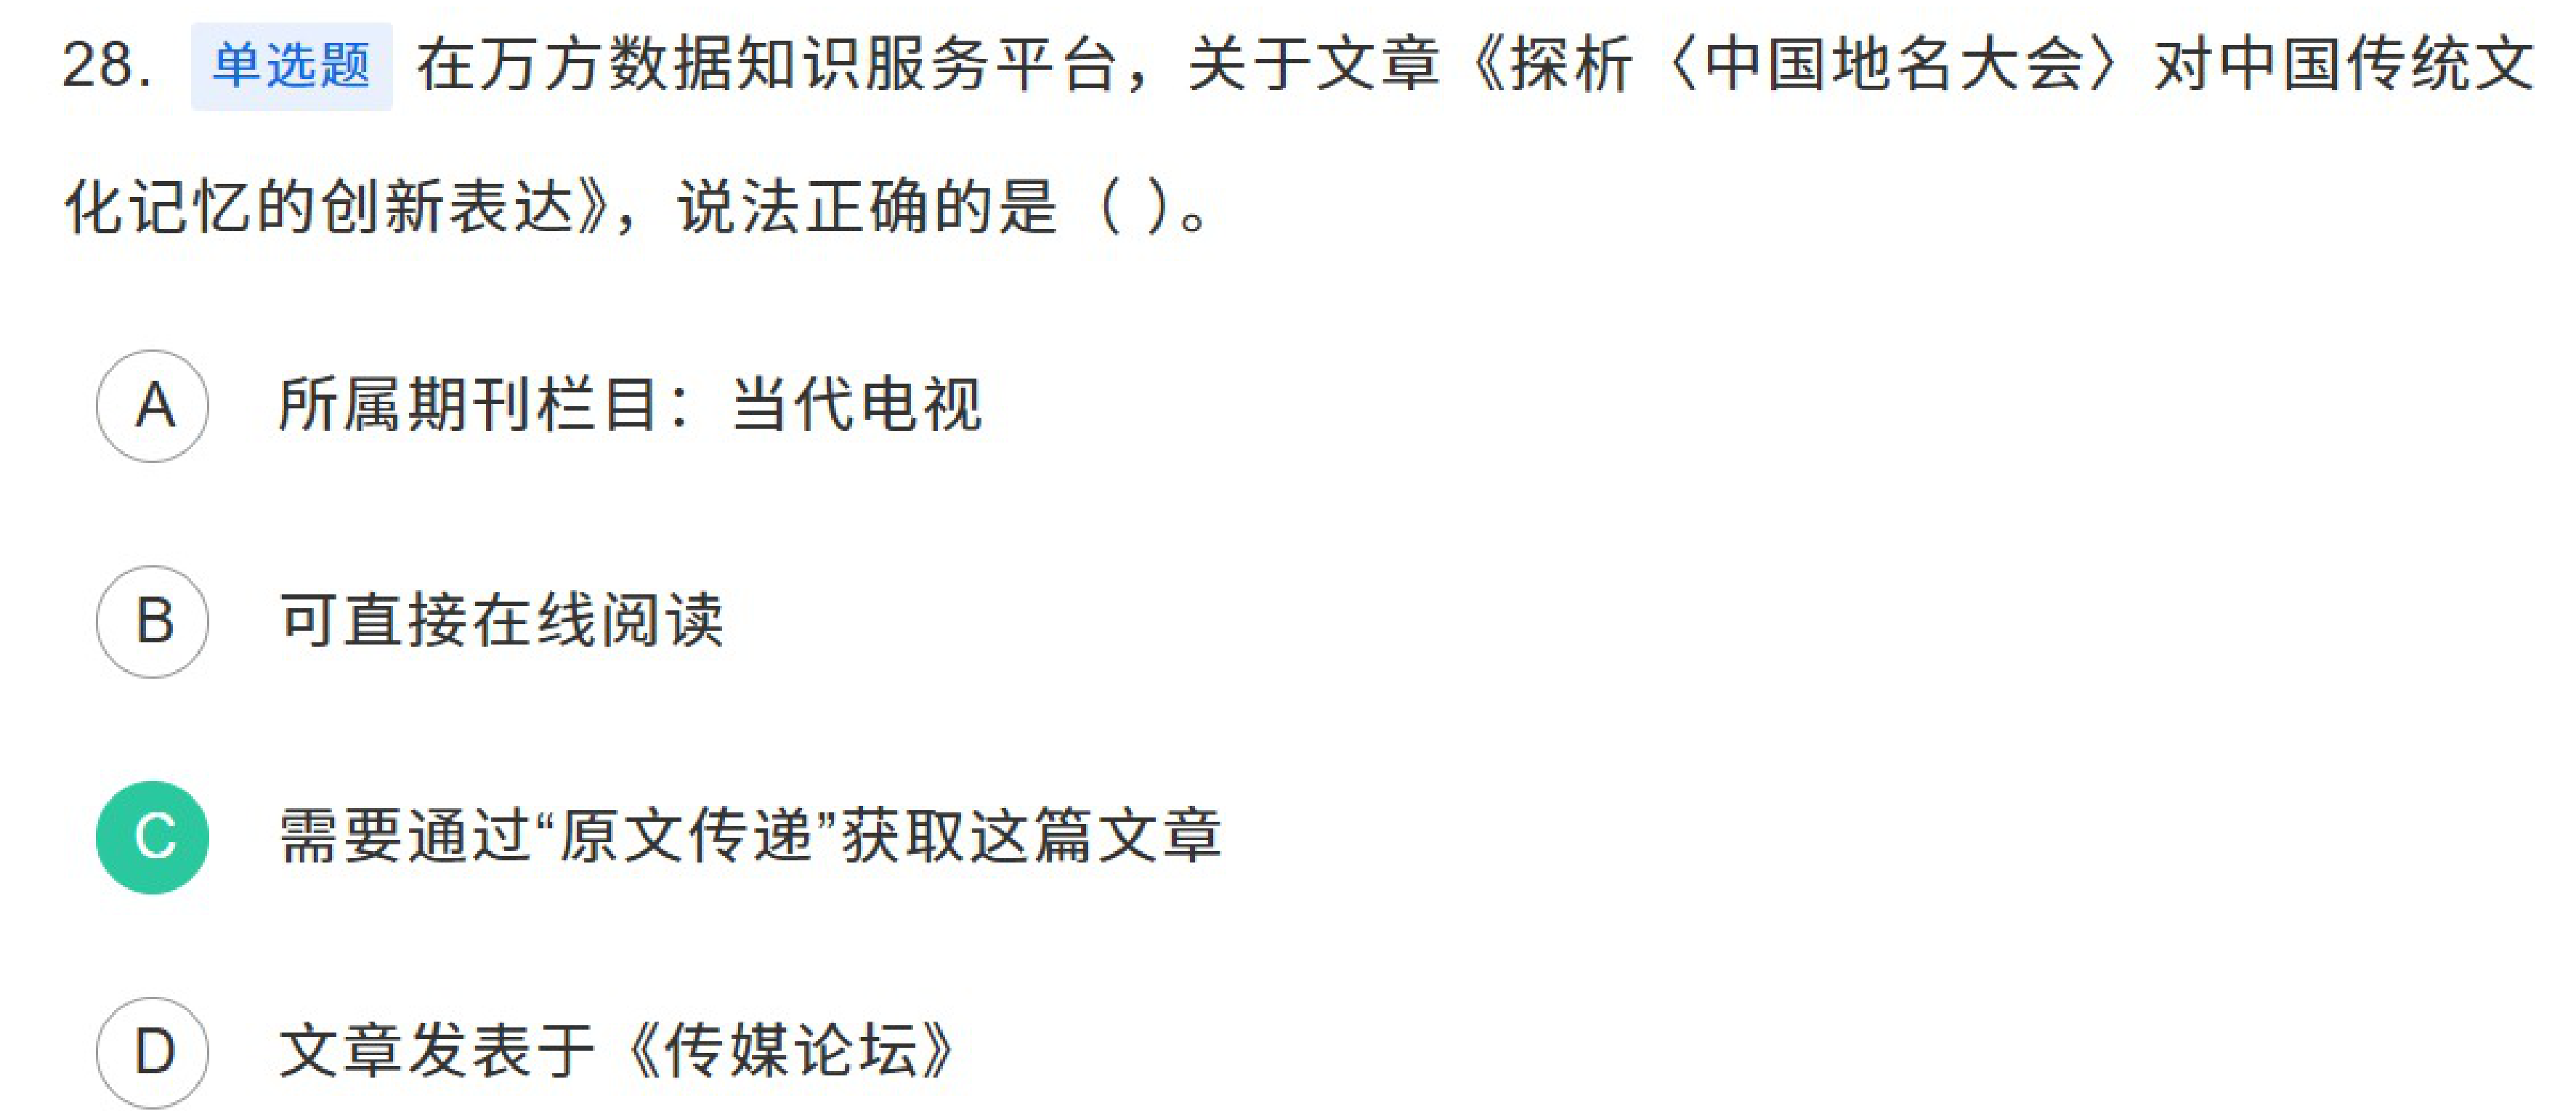 28. 单选题 在万方数据知识服务平台，关于文章《探析〈中国地名大会〉对中国传统文
化记忆的创新表达》，说法正确的是（ ）。
A 所属期刊栏目：当代电视
B 可直接在线阅读
C 需要通过“原文传递”获取这篇文章
D 文章发表于《传媒论坛》